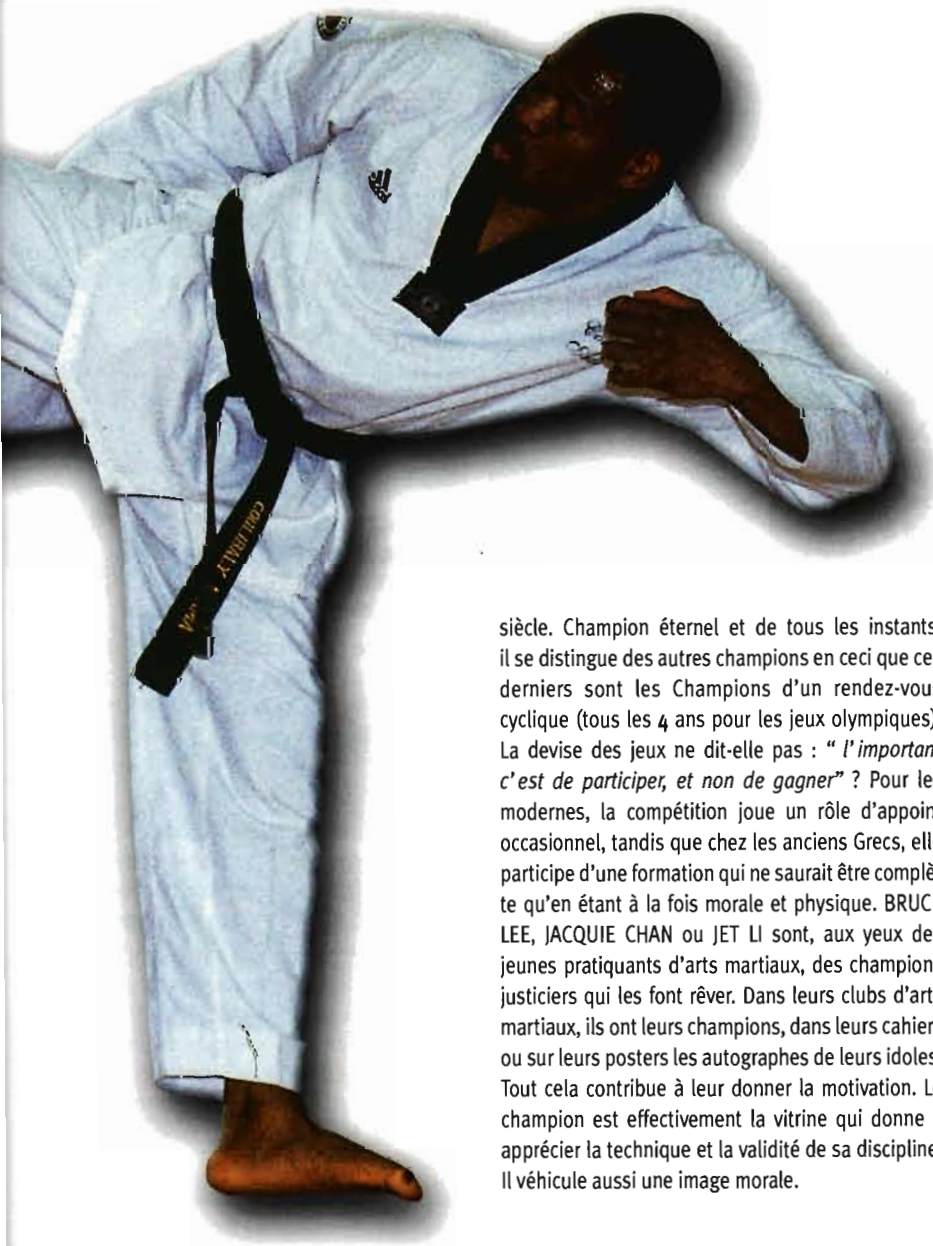 COULIBALY
siècle. Champion éternel et de tous les instants
il se distingue des autres champions en ceci que ce
derniers sont les Champions d'un rendez-vou
cyclique (tous les 4 ans pour les jeux olympiques)
La devise des jeux ne dit-elle pas : “ l'importan
c'est de participer, et non de gagner” ? Pour le
modernes, la compétition joue un rôle d'appoin
occasionnel, tandis que chez les anciens Grecs, ell
participe d'une formation qui ne saurait être complè
te qu'en étant à la fois morale et physique. BRUC
LEE, JACQUIE CHAN ou JET LI sont, aux yeux de
jeunes pratiquants d'arts martiaux, des champion
justiciers qui les font rêver. Dans leurs clubs d'art
martiaux, ils ont leurs champions, dans leurs cahier
ou sur leurs posters les autographes de leurs idoles
Tout cela contribue à leur donner la motivation. L
champion est effectivement la vitrine qui donne
apprécier la technique et la validité de sa discipline
Il véhicule aussi une image morale.